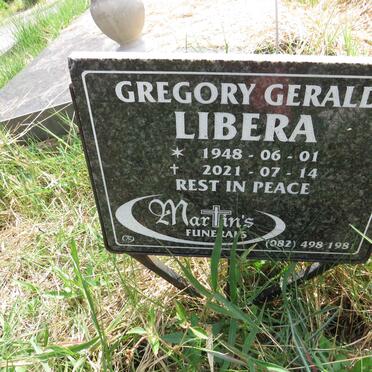 GREGORY GERALD
LIBERA
* 1948 - 06 - 01
† 2021 - 07 - 14
REST IN PEACE
Martin's
FUNERALS
(082) 498 198